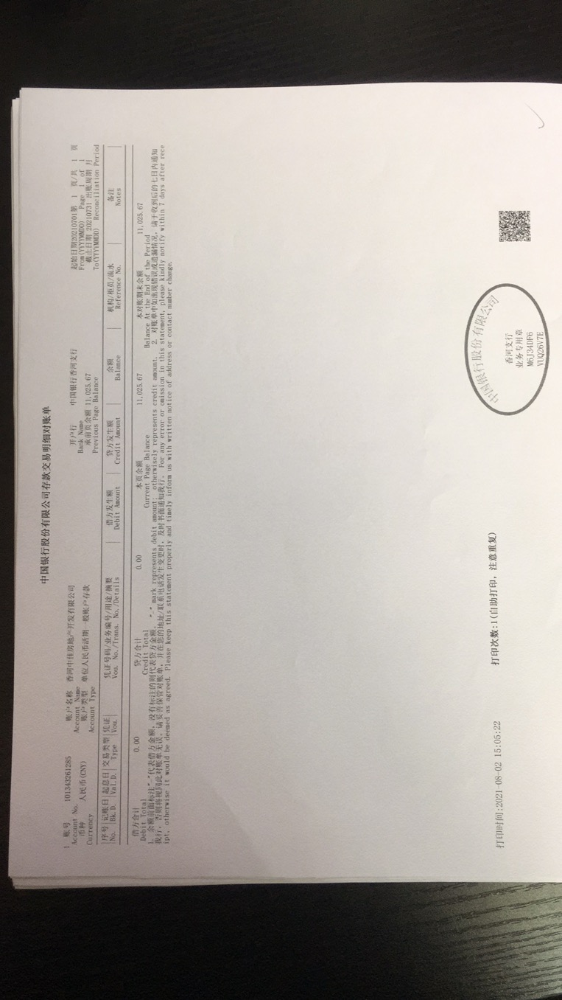 中国银行股份有限公司存款交易明细对账单
1 账号 101343261285 账户名称 香河中佳房地产开发有限公司 开户行 中国银行香河支行 起始日期20210701第 1 页/共 1 页
Account No. Account Name Bank Name From(YYYYMMDD) Page 1 of 1
币种 人民币(CNY) 账户类型 单位人民币活期一般账户存款 承前页余额 11,025.67 截止日期 20210731 出账周期 月
Currency Account Type Previous Page Balance To(YYYYMMDD) Reconciliation Period
序号 记账日 起息日 交易类型 凭证 凭证号码/业务编号/用途/摘要 借方发生额 贷方发生额 余额 机构/柜员/流水 备注
No. Bk.D. Val.D. Type Vou. Vou. No./Trans. No./Details Debit Amount Credit Amount Balance Reference No. Notes
借方合计 0.00 贷方合计 0.00 本页余额 11,025.67 本对账期末余额 11,025.67
Debit Total Credit Total Current Page Balance Balance At the End of the Period
1. 余额前面标注"-"代表借方金额，没有标注的则代表贷方金额。"-" mark represents debit amount; otherwisely represents credit amount. 2. 对账单中如出现错误或遗漏情况，请于收到后的七日内通知
我行，否则将视同此对账单无误，请妥善保管对账单，并在您的地址/联系电话发生变更时，及时书面通知我行。For any error or omission in this statement, please kindly notify within 7 days after rece
ipt, otherwise it would be deemed as agreed. Please keep this statement properly and timely inform us with written notice of address or contact number change.
中国银行股份有限公司
香河支行
业务专用章
M6J34DF6
VUQ26V7E
打印时间:2021-08-02 15:05:22 打印次数:1(自助打印，注意重复)